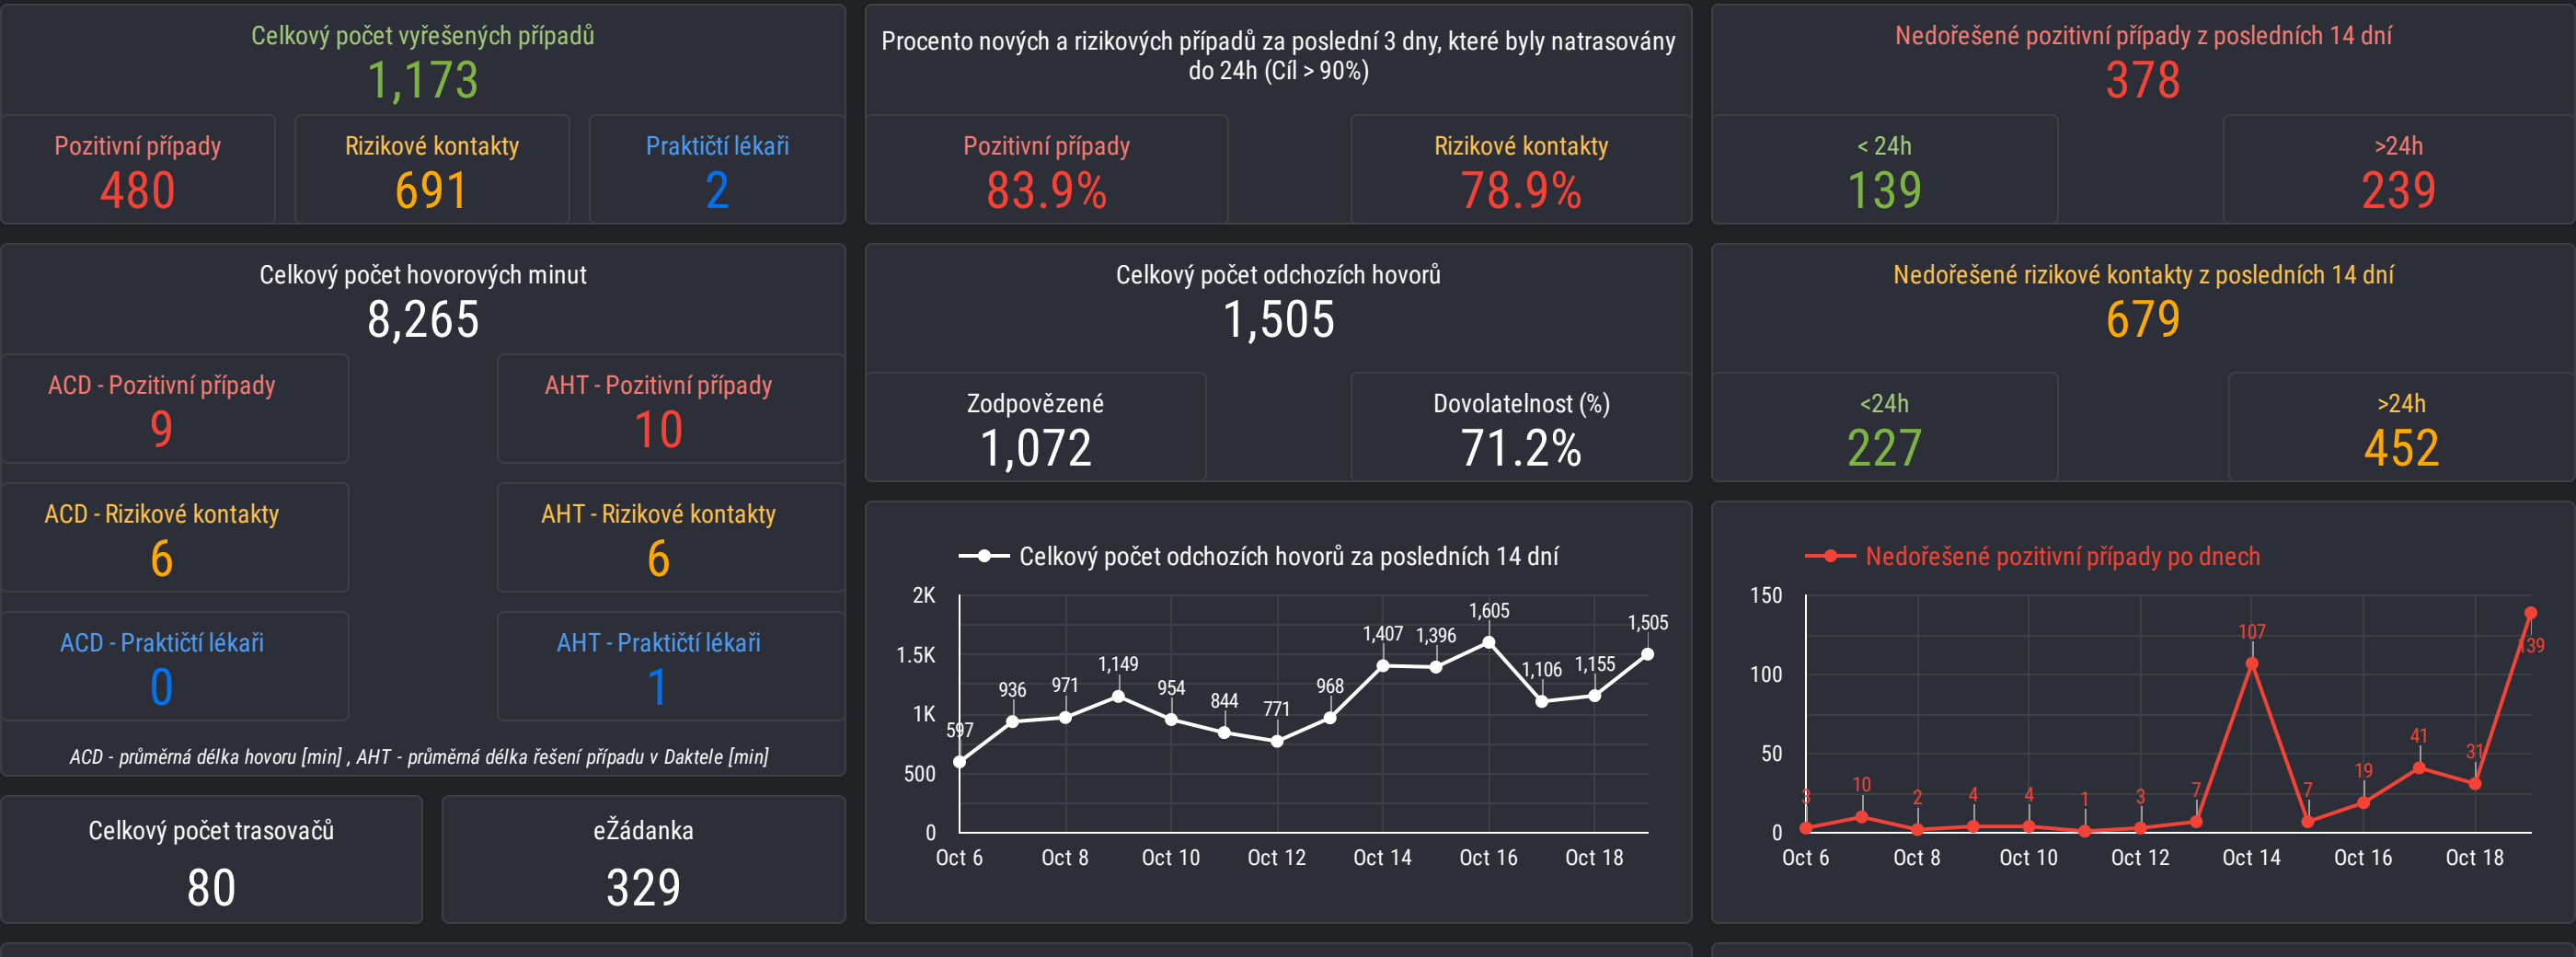 Celkový počet vyřešených případů
1,173
Pozitivní případy
480
Rizikové kontakty
691
Praktičtí lékaři
2
Procento nových a rizikových případů za poslední 3 dny, které byly natrasovány
do 24h (Cíl > 90%)
Pozitivní případy
83.9%
Rizikové kontakty
78.9%
Nedořešené pozitivní případy z posledních 14 dní
378
< 24h
139
>24h
239
Celkový počet hovorových minut
8,265
ACD - Pozitivní případy
9
AHT - Pozitivní případy
10
ACD - Rizikové kontakty
6
AHT - Rizikové kontakty
6
ACD - Praktičtí lékaři
0
AHT - Praktičtí lékaři
1
ACD - průměrná délka hovoru [min] , AHT - průměrná délka řešení případu v Daktele [min]
Celkový počet odchozích hovorů
1,505
Zodpovězené
1,072
Dovolatelnost (%)
71.2%
Nedořešené rizikové kontakty z posledních 14 dní
679
<24h
227
>24h
452
Celkový počet trasovačů
80
eŽádanka
329
Celkový počet odchozích hovorů za posledních 14 dní
2K
1.5K
1K
500
0
597
936
971
1,149
954
844
771
968
1,407
1,396
1,605
1,106
1,155
1,505
Oct 6
Oct 8
Oct 10
Oct 12
Oct 14
Oct 16
Oct 18
Nedořešené pozitivní případy po dnech
150
100
50
0
3
10
2
4
4
1
3
7
107
7
19
41
31
139
Oct 6
Oct 8
Oct 10
Oct 12
Oct 14
Oct 16
Oct 18